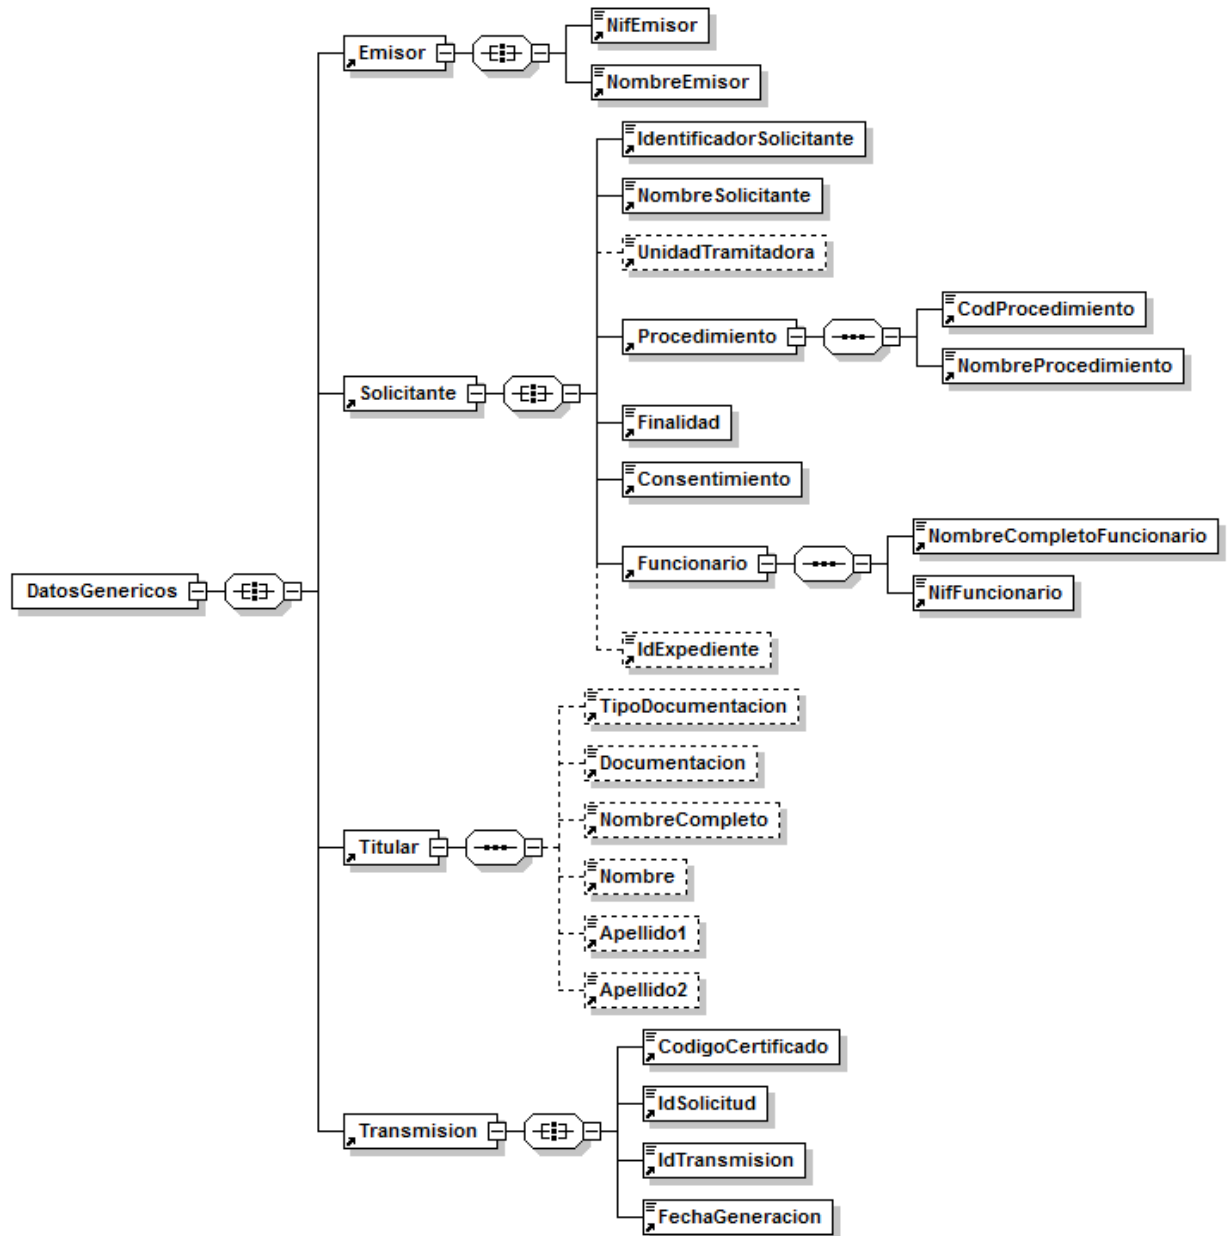 Emisor
NifEmisor
NombreEmisor
IdentificadorSolicitante
NombreSolicitante
UnidadTramitadora
Procedimiento
CodProcedimiento
NombreProcedimiento
Solicitante
Finalidad
Consentimiento
Funcionario
NombreCompletoFuncionario
NifFuncionario
DatosGenericos
IdExpediente
TipoDocumentacion
Documentacion
NombreCompleto
Titular
Nombre
Apellido1
Apellido2
CodigoCertificado
IdSolicitud
Transmision
IdTransmision
FechaGeneracion